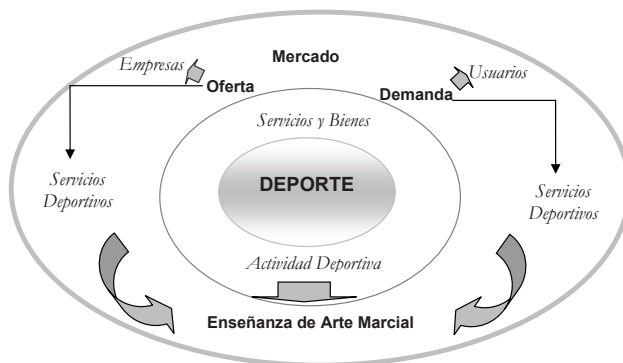 Mercado
Empresas
Usuarios
Oferta
Demanda
Servicios y Bienes
DEPORTE
Servicios
Deportivos
Servicios
Deportivos
Actividad Deportiva
Enseñanza de Arte Marcial